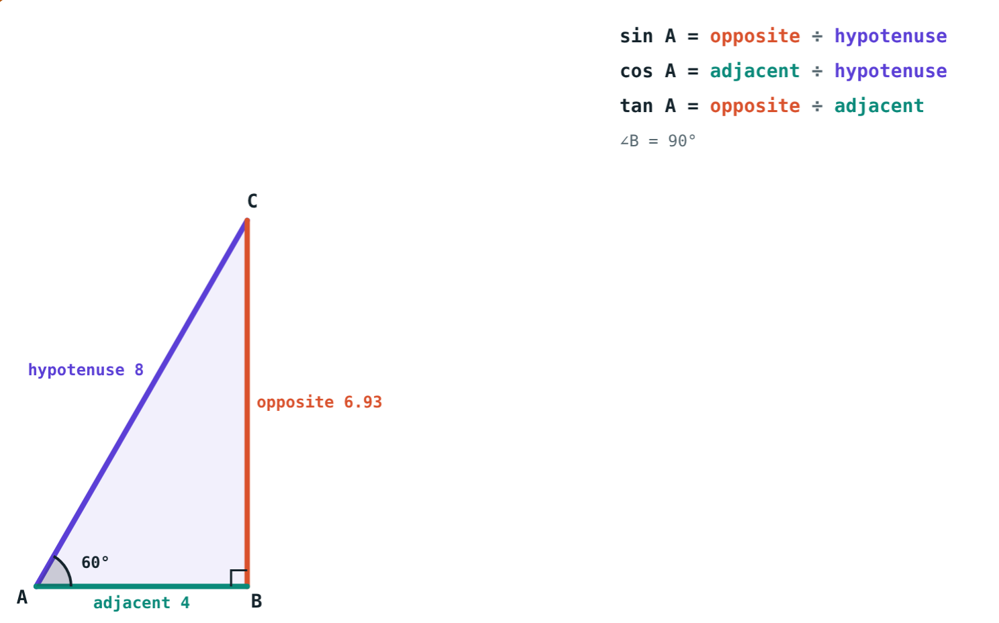 sin A = opposite ÷ hypotenuse
cos A = adjacent ÷ hypotenuse
tan A = opposite ÷ adjacent
∠B = 90°
C
hypotenuse 8
opposite 6.93
60°
A
B
adjacent 4